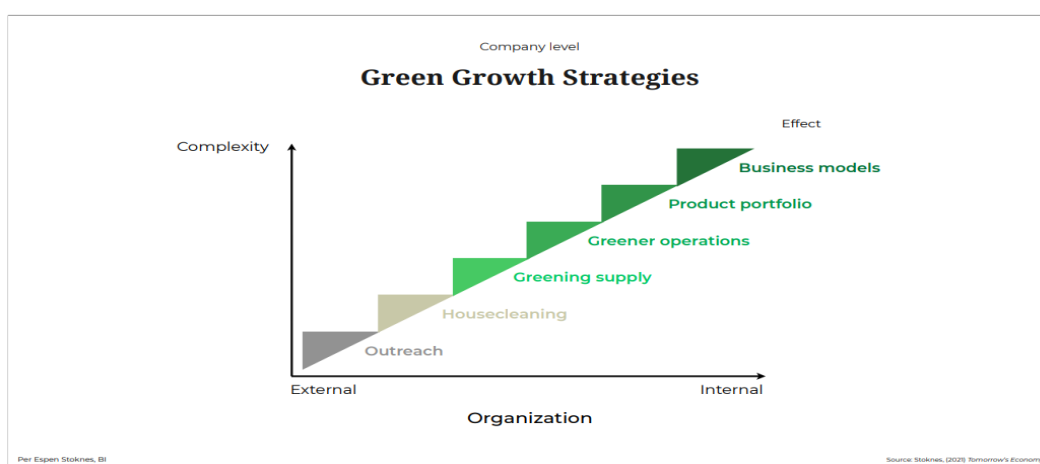 Company level
Green Growth Strategies
Effect
Complexity
Business models
Product portfolio
Greener operations
Greening supply
Housecleaning
Outreach
External
Internal
Organization
Per Espen Stoknes, BI
Source: Stoknes, (2021) Tomorrow's Economy